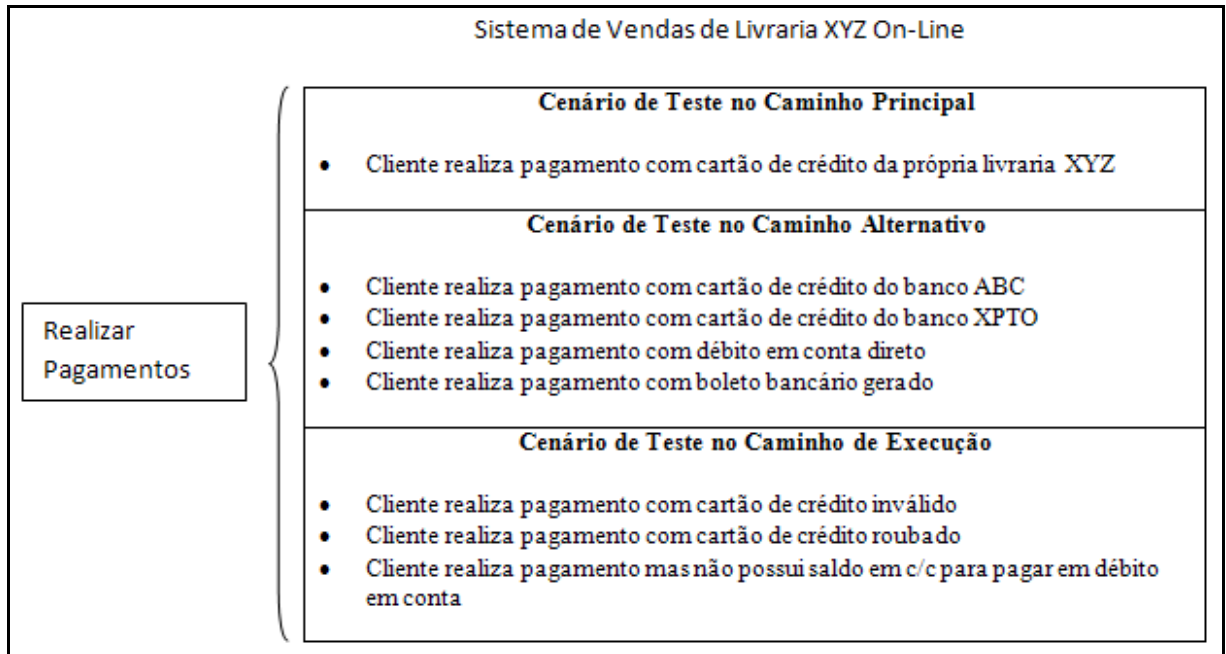 Sistema de Vendas de Livraria XYZ On-Line
Realizar
Pagamentos
Cenário de Teste no Caminho Principal
• Cliente realiza pagamento com cartão de crédito da própria livraria XYZ
Cenário de Teste no Caminho Alternativo
• Cliente realiza pagamento com cartão de crédito do banco ABC
• Cliente realiza pagamento com cartão de crédito do banco XPTO
• Cliente realiza pagamento com débito em conta direto
• Cliente realiza pagamento com boleto bancário gerado
Cenário de Teste no Caminho de Execução
• Cliente realiza pagamento com cartão de crédito inválido
• Cliente realiza pagamento com cartão de crédito roubado
• Cliente realiza pagamento mas não possui saldo em c/c para pagar em débito
em conta